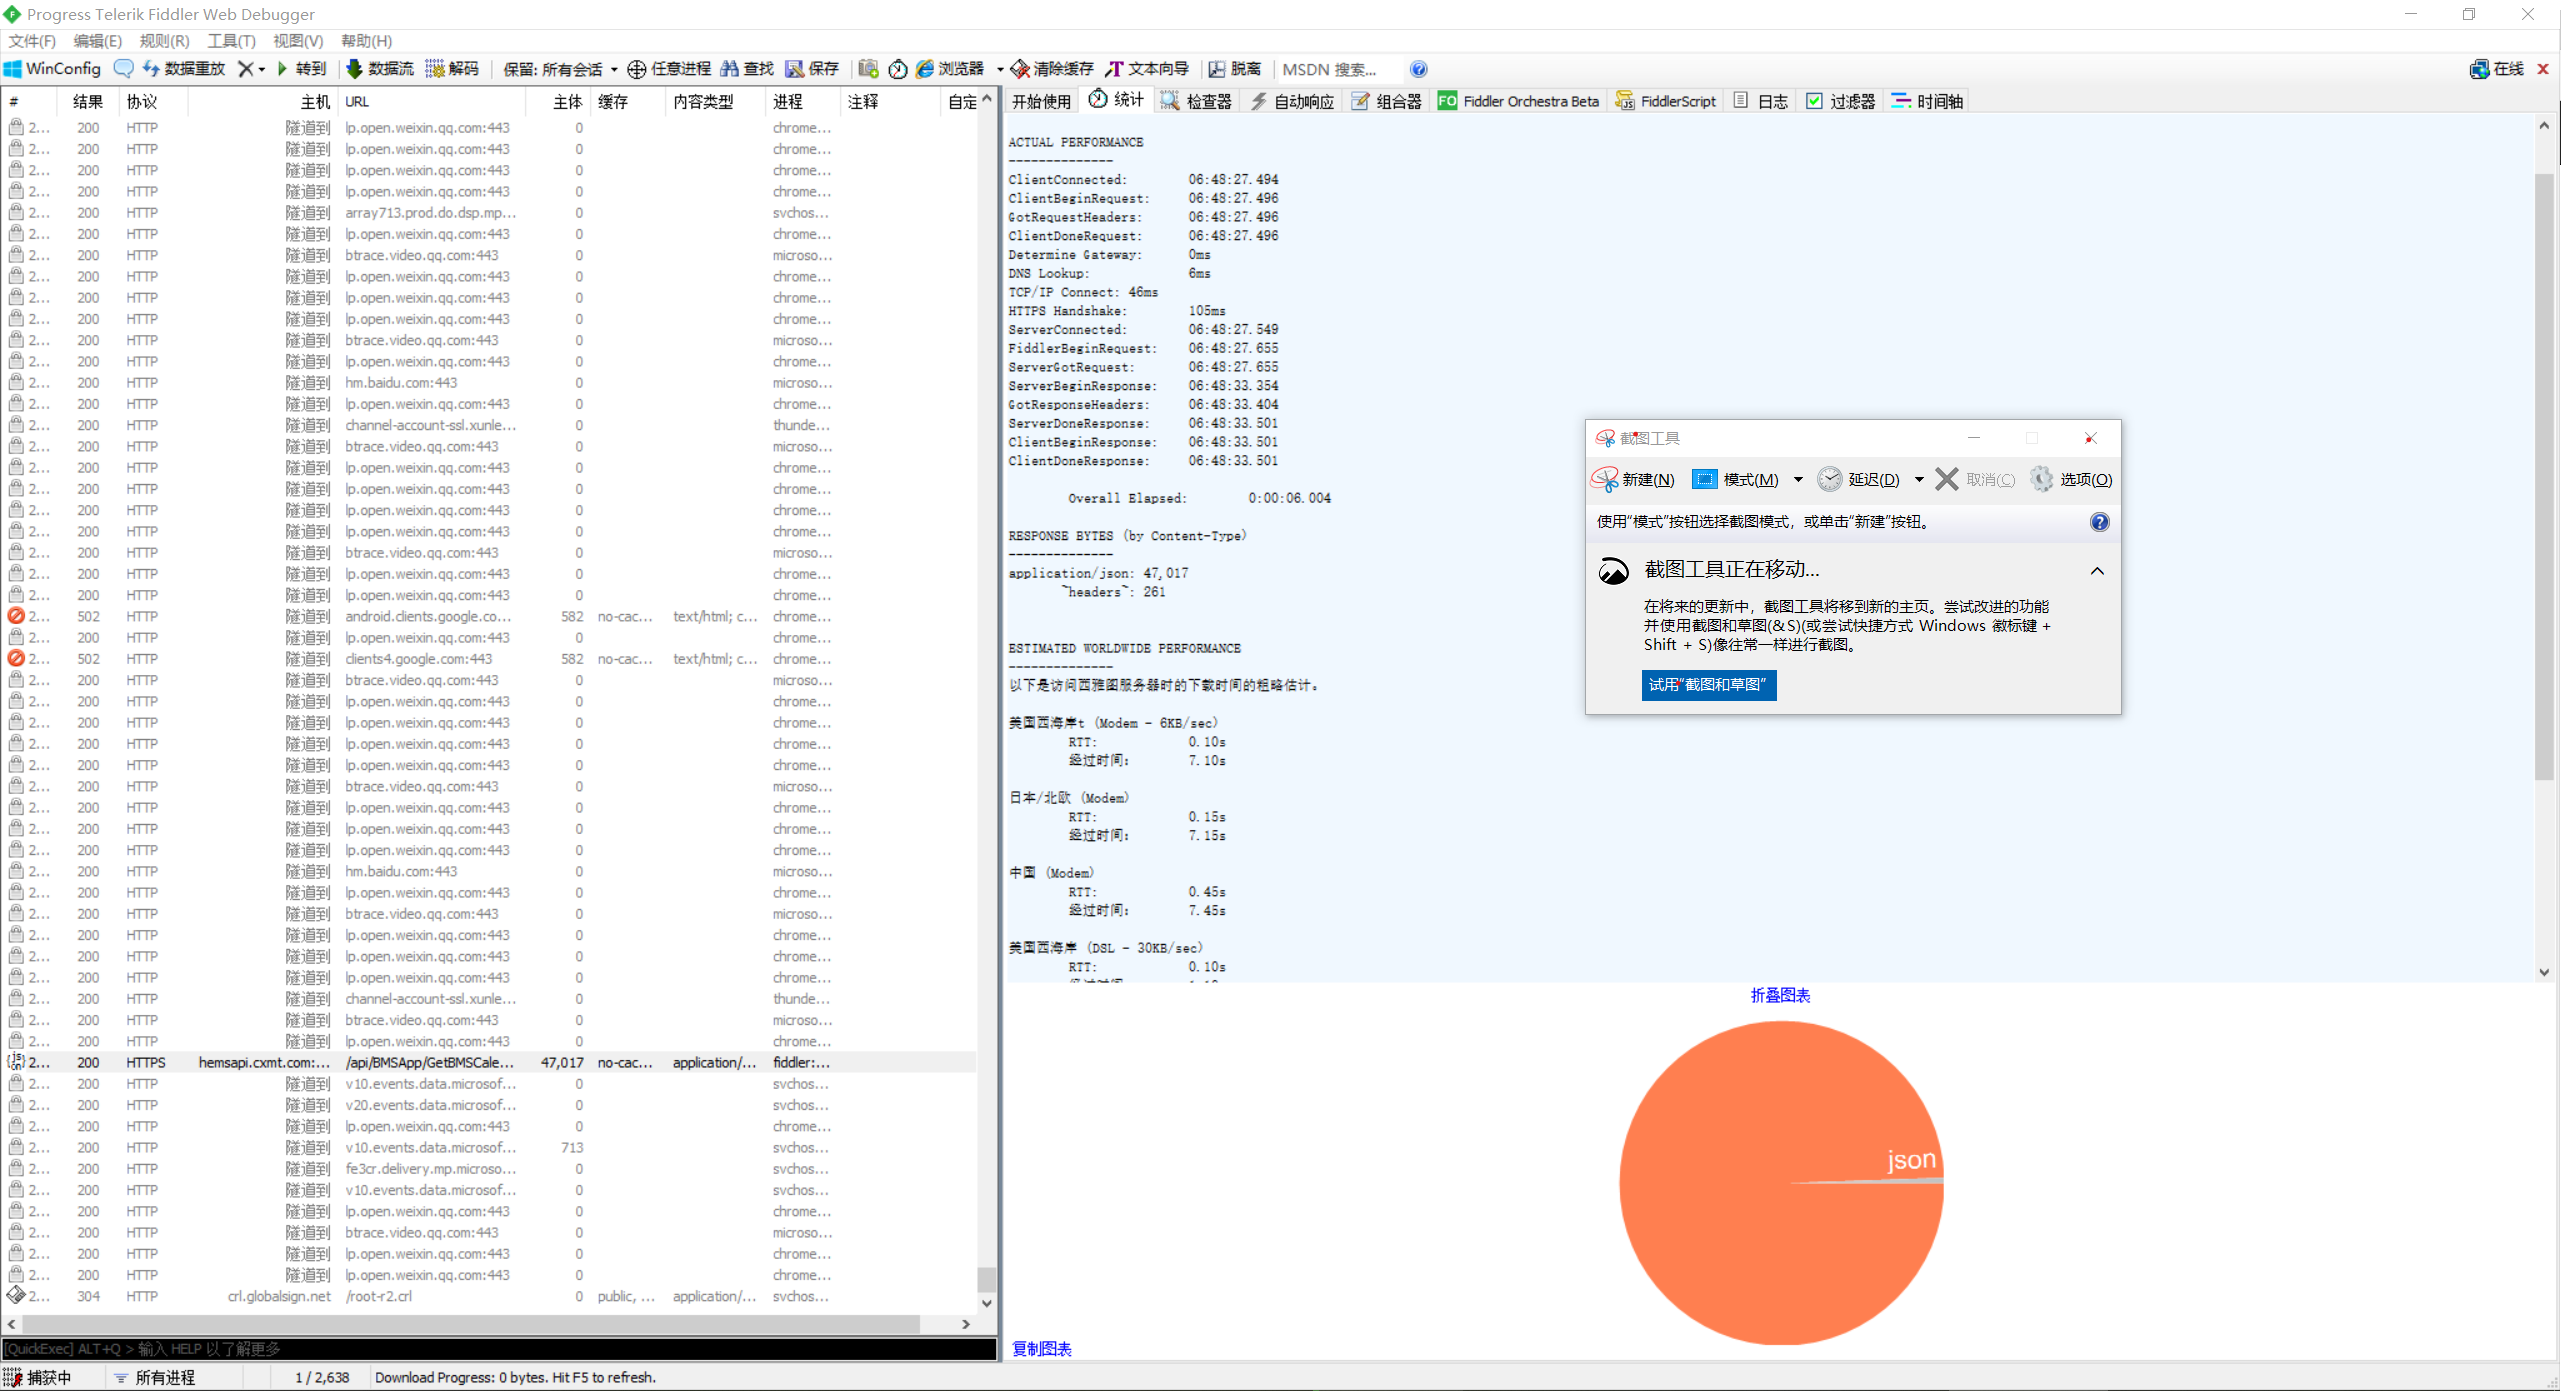 Progress Telerik Fiddler Web Debugger
文件(F) 编辑(E) 规则(R) 工具(T) 视图(V) 帮助(H)
WinConfig 数据重放 转到 数据流 解码 保留: 所有会话 任意进程 查找 保存 浏览器 清除缓存 文本向导 脱离 MSDN 搜索... 在线
# 结果 协议 主机 URL 主体 缓存 内容类型 进程 注释 自定
2... 200 HTTP 隧道到 lp.open.weixin.qq.com:443 0 chrome...
2... 200 HTTP 隧道到 lp.open.weixin.qq.com:443 0 chrome...
2... 200 HTTP 隧道到 lp.open.weixin.qq.com:443 0 chrome...
2... 200 HTTP 隧道到 lp.open.weixin.qq.com:443 0 chrome...
2... 200 HTTP 隧道到 array713.prod.do.dsp.mp... 0 svchos...
2... 200 HTTP 隧道到 lp.open.weixin.qq.com:443 0 chrome...
2... 200 HTTP 隧道到 btrace.video.qq.com:443 0 microso...
2... 200 HTTP 隧道到 lp.open.weixin.qq.com:443 0 chrome...
2... 200 HTTP 隧道到 lp.open.weixin.qq.com:443 0 chrome...
2... 200 HTTP 隧道到 lp.open.weixin.qq.com:443 0 chrome...
2... 200 HTTP 隧道到 btrace.video.qq.com:443 0 microso...
2... 200 HTTP 隧道到 lp.open.weixin.qq.com:443 0 chrome...
2... 200 HTTP 隧道到 hm.baidu.com:443 0 microso...
2... 200 HTTP 隧道到 lp.open.weixin.qq.com:443 0 chrome...
2... 200 HTTP 隧道到 channel-account-ssl.xunle... 0 thunde...
2... 200 HTTP 隧道到 btrace.video.qq.com:443 0 microso...
2... 200 HTTP 隧道到 lp.open.weixin.qq.com:443 0 chrome...
2... 200 HTTP 隧道到 lp.open.weixin.qq.com:443 0 chrome...
2... 200 HTTP 隧道到 lp.open.weixin.qq.com:443 0 chrome...
2... 200 HTTP 隧道到 lp.open.weixin.qq.com:443 0 chrome...
2... 200 HTTP 隧道到 btrace.video.qq.com:443 0 microso...
2... 200 HTTP 隧道到 lp.open.weixin.qq.com:443 0 chrome...
2... 200 HTTP 隧道到 lp.open.weixin.qq.com:443 0 chrome...
2... 502 HTTP 隧道到 android.clients.google.co... 582 no-cac... text/html; c... chrome...
2... 200 HTTP 隧道到 lp.open.weixin.qq.com:443 0 chrome...
2... 502 HTTP 隧道到 clients4.google.com:443 582 no-cac... text/html; c... chrome...
2... 200 HTTP 隧道到 btrace.video.qq.com:443 0 microso...
2... 200 HTTP 隧道到 lp.open.weixin.qq.com:443 0 chrome...
2... 200 HTTP 隧道到 lp.open.weixin.qq.com:443 0 chrome...
2... 200 HTTP 隧道到 lp.open.weixin.qq.com:443 0 chrome...
2... 200 HTTP 隧道到 lp.open.weixin.qq.com:443 0 chrome...
2... 200 HTTP 隧道到 btrace.video.qq.com:443 0 microso...
2... 200 HTTP 隧道到 lp.open.weixin.qq.com:443 0 chrome...
2... 200 HTTP 隧道到 lp.open.weixin.qq.com:443 0 chrome...
2... 200 HTTP 隧道到 lp.open.weixin.qq.com:443 0 chrome...
2... 200 HTTP 隧道到 hm.baidu.com:443 0 microso...
2... 200 HTTP 隧道到 lp.open.weixin.qq.com:443 0 chrome...
2... 200 HTTP 隧道到 btrace.video.qq.com:443 0 microso...
2... 200 HTTP 隧道到 lp.open.weixin.qq.com:443 0 chrome...
2... 200 HTTP 隧道到 lp.open.weixin.qq.com:443 0 chrome...
2... 200 HTTP 隧道到 lp.open.weixin.qq.com:443 0 chrome...
2... 200 HTTP 隧道到 channel-account-ssl.xunle... 0 thunde...
2... 200 HTTP 隧道到 btrace.video.qq.com:443 0 microso...
2... 200 HTTP 隧道到 lp.open.weixin.qq.com:443 0 chrome...
2... 200 HTTPS hemsapi.cxmt.com:... /api/BMSApp/GetBMSCale... 47,017 no-cac... application/... fiddler:...
2... 200 HTTP 隧道到 v10.events.data.microsof... 0 svchos...
2... 200 HTTP 隧道到 v20.events.data.microsof... 0 svchos...
2... 200 HTTP 隧道到 lp.open.weixin.qq.com:443 0 chrome...
2... 200 HTTP 隧道到 v10.events.data.microsof... 713 svchos...
2... 200 HTTP 隧道到 fe3cr.delivery.mp.microso... 0 svchos...
2... 200 HTTP 隧道到 v10.events.data.microsof... 0 svchos...
2... 200 HTTP 隧道到 lp.open.weixin.qq.com:443 0 chrome...
2... 200 HTTP 隧道到 btrace.video.qq.com:443 0 microso...
2... 200 HTTP 隧道到 lp.open.weixin.qq.com:443 0 chrome...
2... 200 HTTP 隧道到 lp.open.weixin.qq.com:443 0 chrome...
2... 304 HTTP crl.globalsign.net /root-r2.crl 0 public, ... application/... svchos...
[QuickExec] ALT+Q > 输入 HELP 以了解更多
捕获中 所有进程 1 / 2,638 Download Progress: 0 bytes. Hit F5 to refresh.
开始使用 统计 检查器 自动响应 组合器 FO Fiddler Orchestra Beta FiddlerScript 日志 过滤器 时间轴
ACTUAL PERFORMANCE
--------------
ClientConnected: 06:48:27.494
ClientBeginRequest: 06:48:27.496
GotRequestHeaders: 06:48:27.496
ClientDoneRequest: 06:48:27.496
Determine Gateway: 0ms
DNS Lookup: 6ms
TCP/IP Connect: 46ms
HTTPS Handshake: 105ms
ServerConnected: 06:48:27.549
FiddlerBeginRequest: 06:48:27.655
ServerGotRequest: 06:48:27.655
ServerBeginResponse: 06:48:33.354
GotResponseHeaders: 06:48:33.404
ServerDoneResponse: 06:48:33.501
ClientBeginResponse: 06:48:33.501
ClientDoneResponse: 06:48:33.501
Overall Elapsed: 0:00:06.004
RESPONSE BYTES (by Content-Type)
--------------
application/json: 47,017
~headers~: 261
ESTIMATED WORLDWIDE PERFORMANCE
--------------
以下是访问西雅图服务器时的下载时间的粗略估计。
美国西海岸t (Modem - 6KB/sec)
RTT: 0.10s
经过时间: 7.10s
日本/北欧 (Modem)
RTT: 0.15s
经过时间: 7.15s
中国 (Modem)
RTT: 0.45s
经过时间: 7.45s
美国西海岸 (DSL - 30KB/sec)
RTT: 0.10s
折叠图表
json
复制图表
截图工具
新建(N) 模式(M) 延迟(D) 取消(C) 选项(O)
使用“模式”按钮选择截图模式，或单击“新建”按钮。
截图工具正在移动...
在将来的更新中，截图工具将移到新的主页。尝试改进的功能
并使用截图和草图(&S)(或尝试快捷方式 Windows 徽标键 +
Shift + S)像往常一样进行截图。
试用“截图和草图”